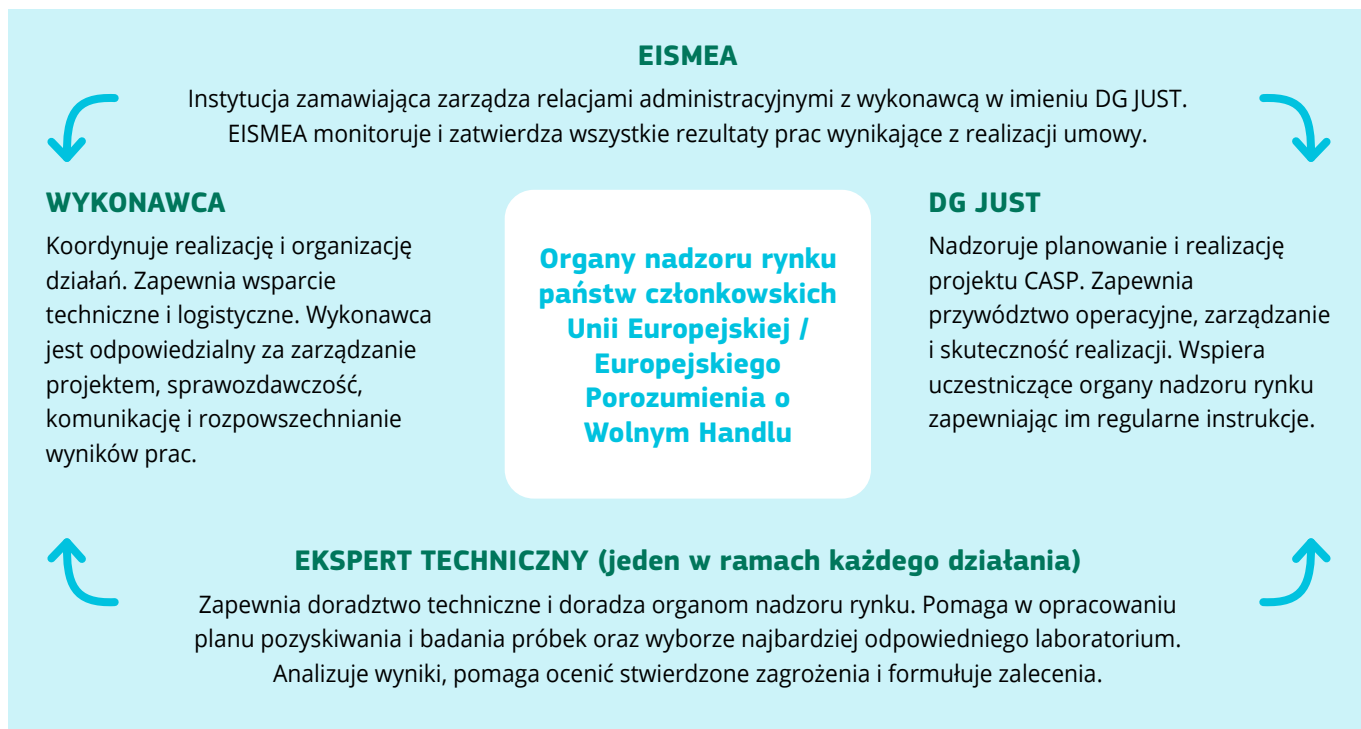 EISMEA
Instytucja zamawiająca zarządza relacjami administracyjnymi z wykonawcą w imieniu DG JUST.
EISMEA monitoruje i zatwierdza wszystkie rezultaty prac wynikające z realizacji umowy.
WYKONAWCA
Koordynuje realizację i organizację
działań. Zapewnia wsparcie
techniczne i logistyczne. Wykonawca
jest odpowiedzialny za zarządzanie
projektem, sprawozdawczość,
komunikację i rozpowszechnianie
wyników prac.
Organy nadzoru rynku
państw członkowskich
Unii Europejskiej /
Europejskiego
Porozumienia o
Wolnym Handlu
DG JUST
Nadzoruje planowanie i realizację
projektu CASP. Zapewnia
przywództwo operacyjne, zarządzanie
i skuteczność realizacji. Wspiera
uczestniczące organy nadzoru rynku
zapewniając im regularne instrukcje.
EKSPERT TECHNICZNY (jeden w ramach każdego działania)
Zapewnia doradztwo techniczne i doradza organom nadzoru rynku. Pomaga w opracowaniu
planu pozyskiwania i badania próbek oraz wyborze najbardziej odpowiedniego laboratorium.
Analizuje wyniki, pomaga ocenić stwierdzone zagrożenia i formułuje zalecenia.